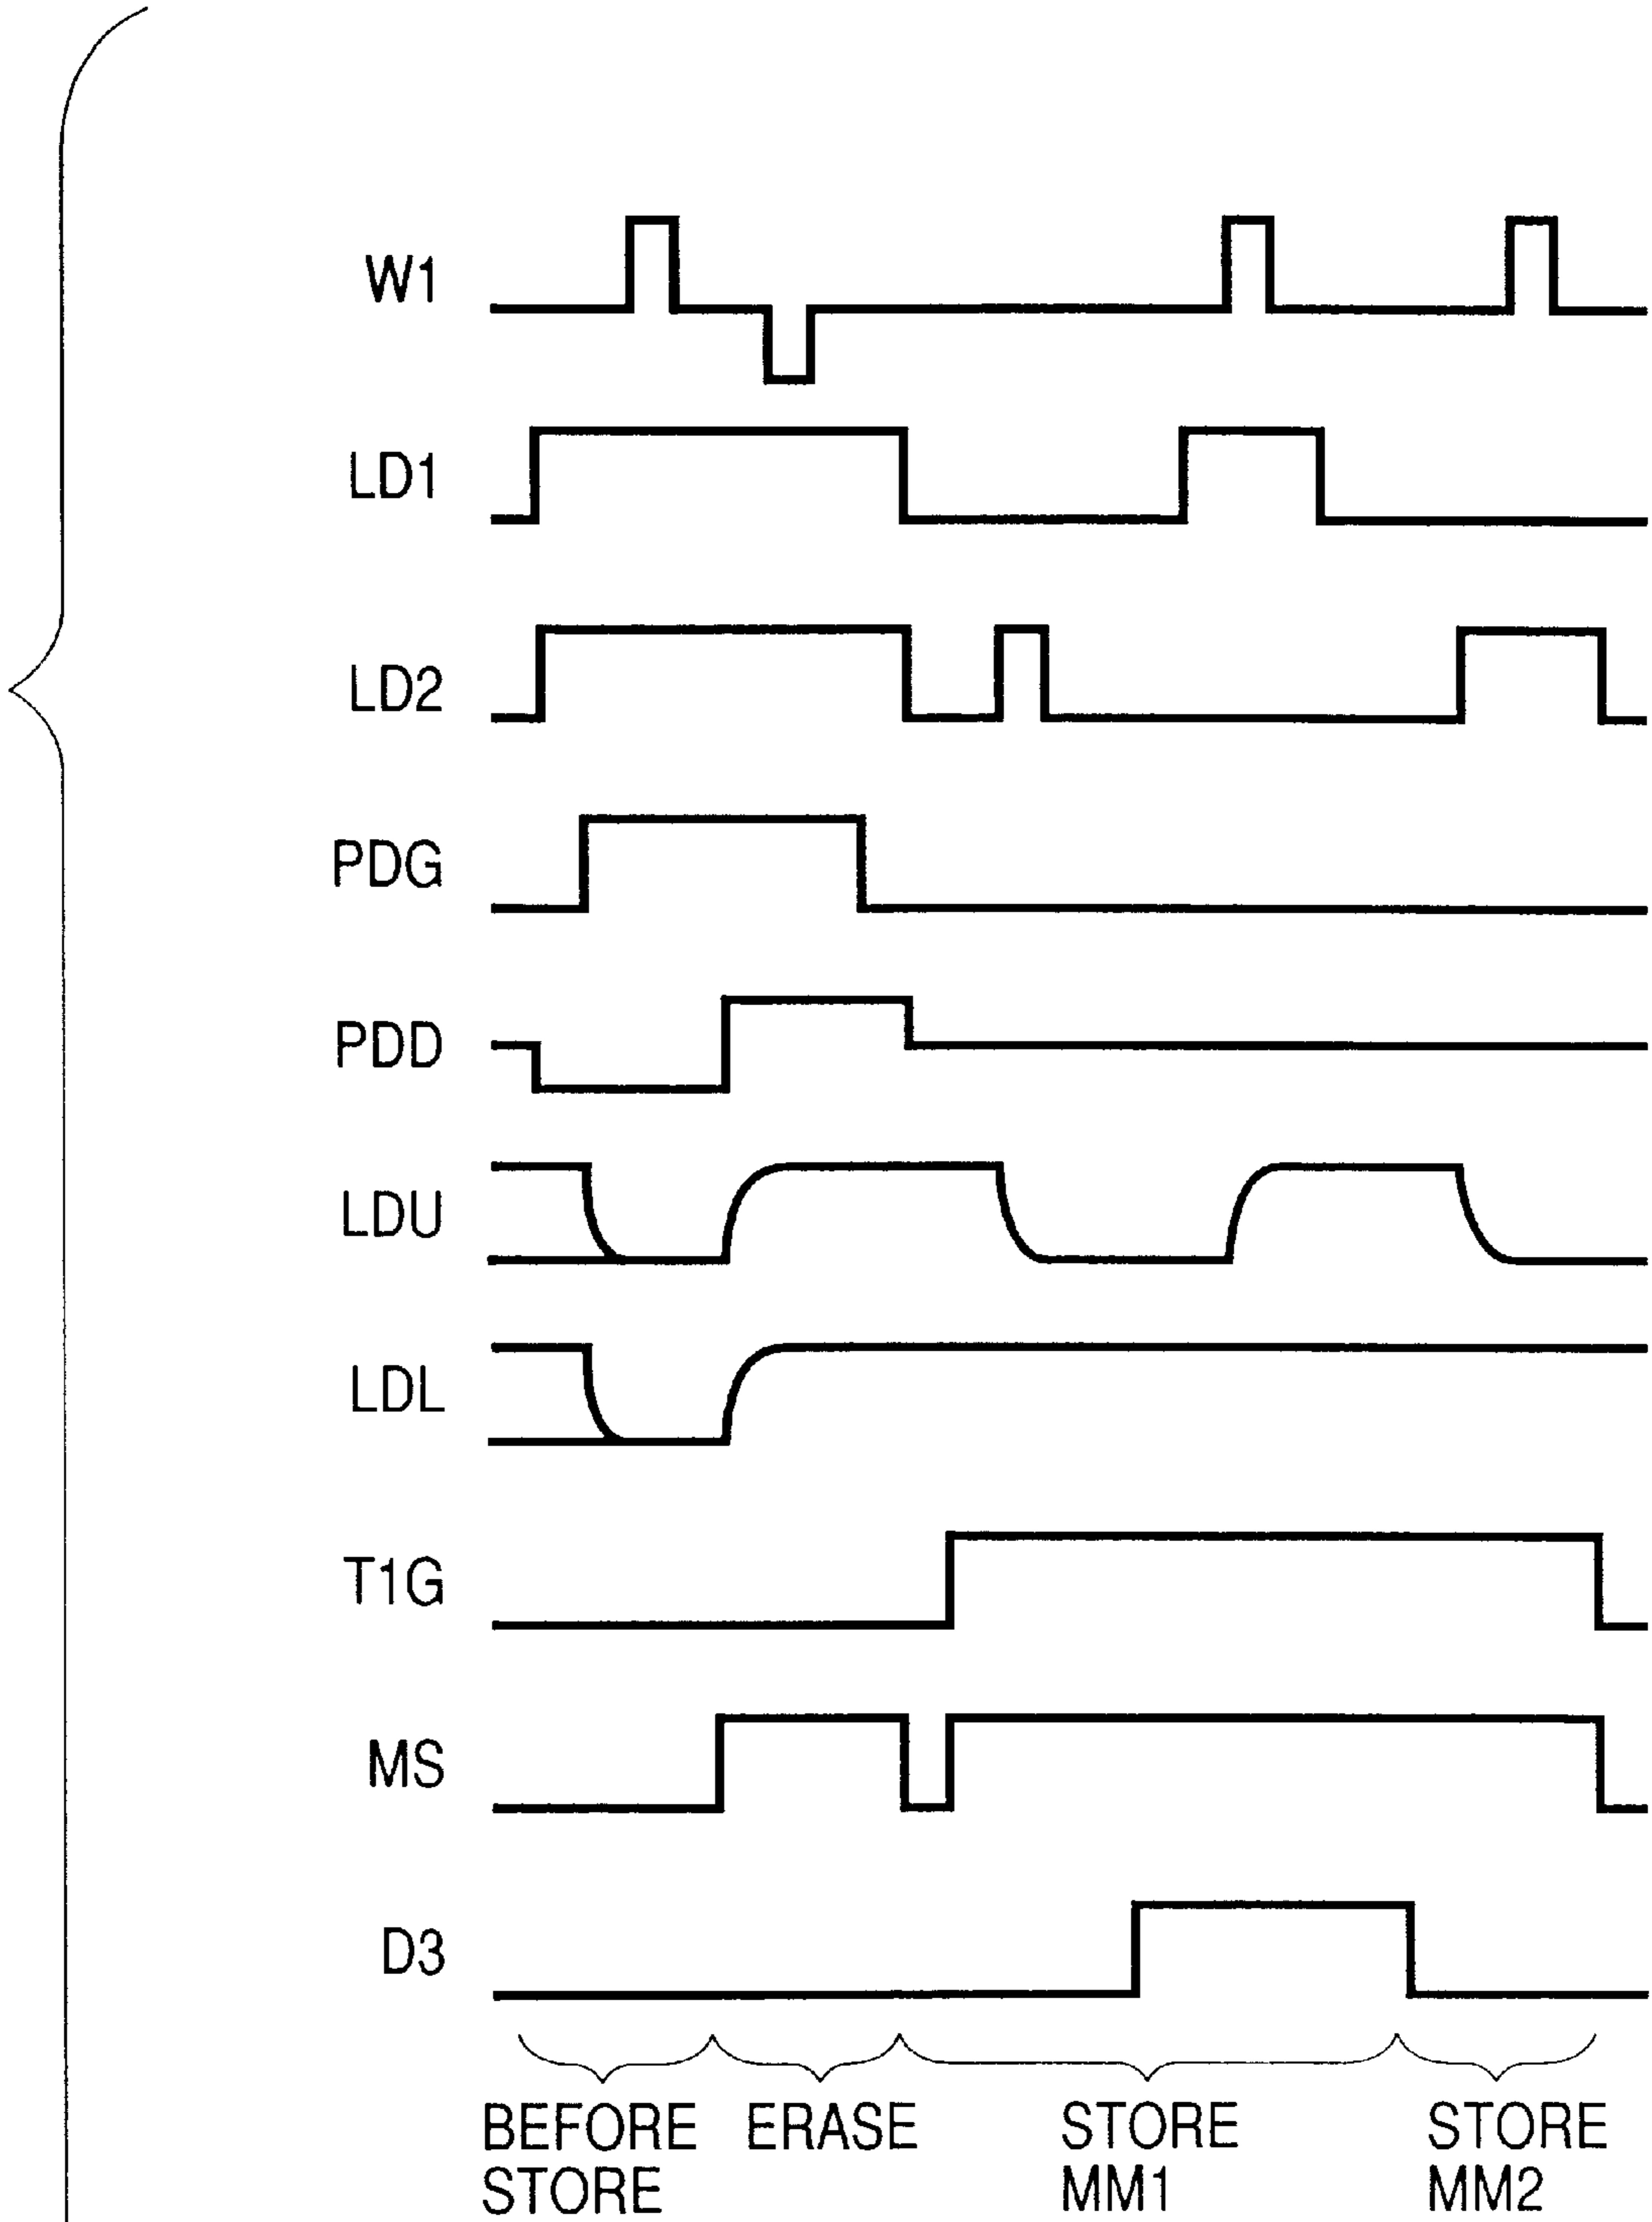 W1
LD1
LD2
PDG
PDD
LDU
LDL
T1G
MS
D3
BEFORE STORE
ERASE
STORE MM1
STORE MM2